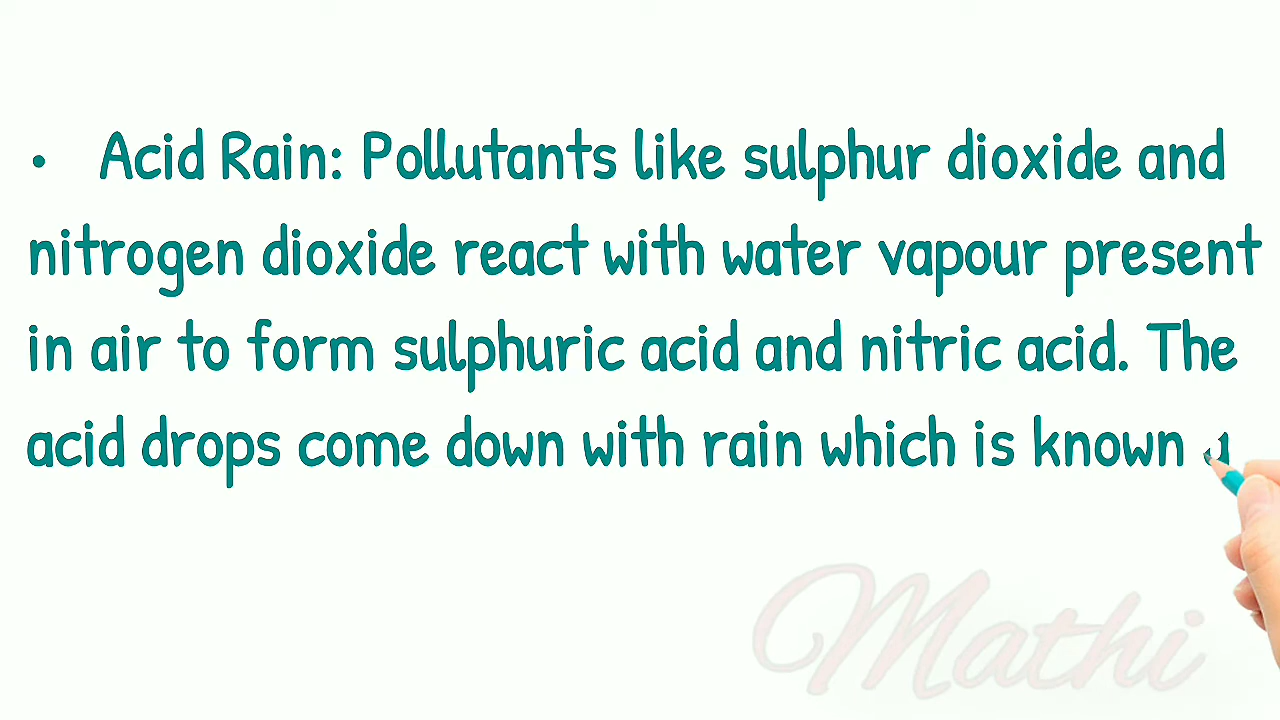 • Acid Rain: Pollutants like sulphur dioxide and
nitrogen dioxide react with water vapour present
in air to form sulphuric acid and nitric acid. The
acid drops come down with rain which is known
Mathi